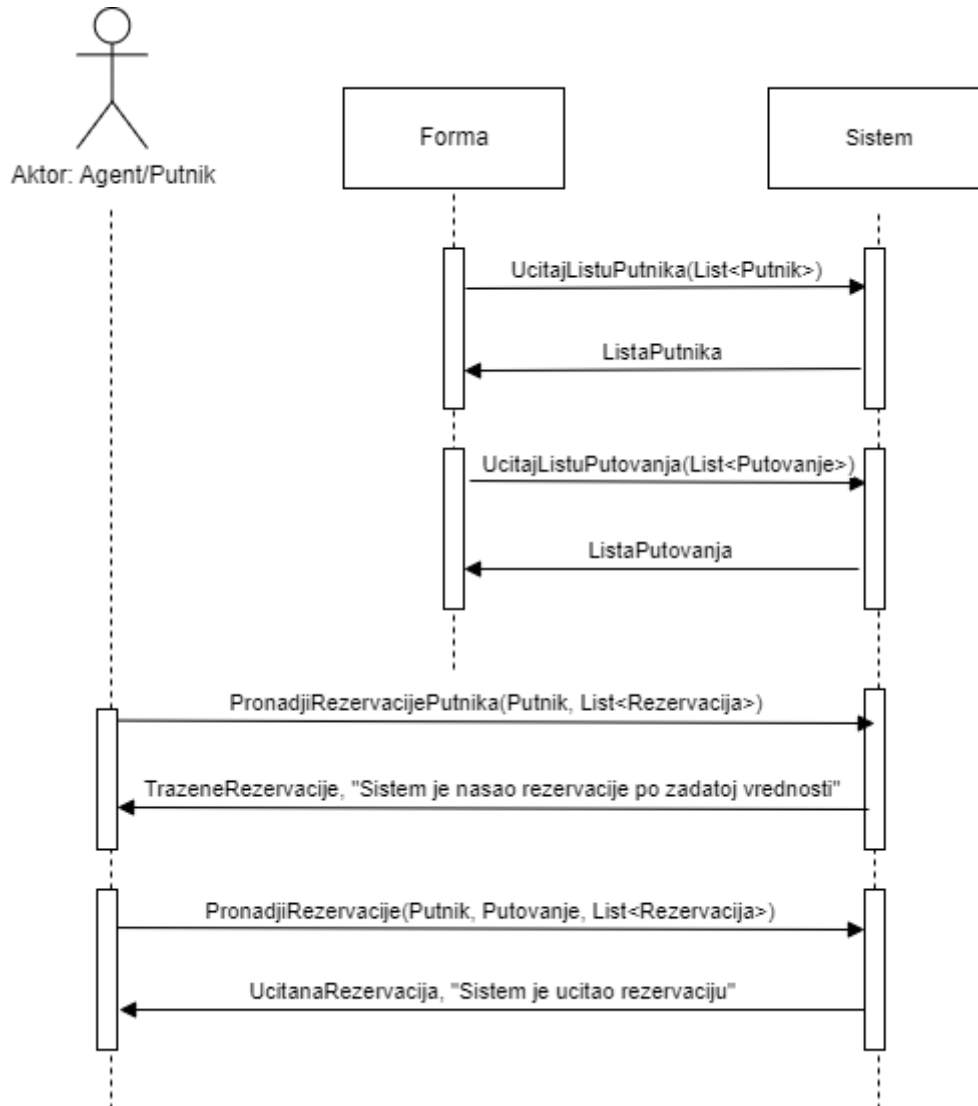 Aktor: Agent/Putnik
Forma
Sistem
UcitajListuPutnika(List<Putnik>)
ListaPutnika
UcitajListuPutovanja(List<Putovanje>)
ListaPutovanja
PronadjiRezervacijePutnika(Putnik, List<Rezervacija>)
TrazeneRezervacije, "Sistem je nasao rezervacije po zadatoj vrednosti"
PronadjiRezervacije(Putnik, Putovanje, List<Rezervacija>)
UcitanaRezervacija, "Sistem je ucitao rezervaciju"